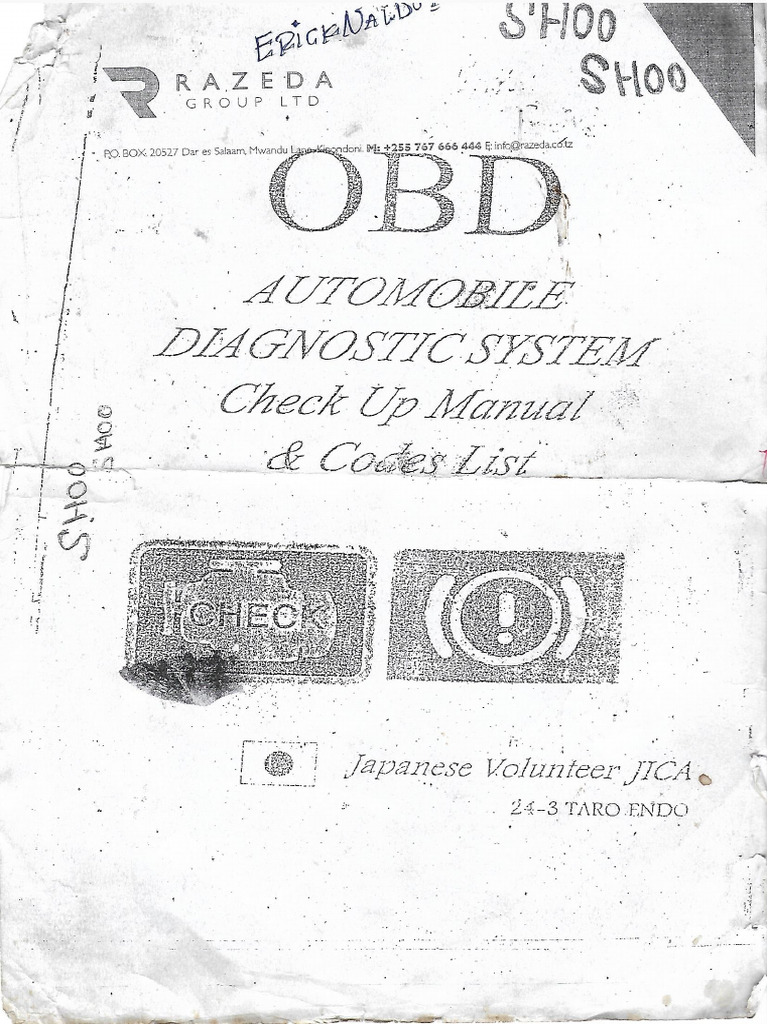 ERICKNALDO
SHOO
SHOO
RAZEDA
GROUP LTD
P.O. BOX: 20527 Dar es Salaam, Mwandu Lane, Kinondoni. M: +255 767 666 444 E: info@razeda.co.tz
OBD
AUTOMOBILE
DIAGNOSTIC SYSTEM
Check Up Manual
& Codes List
SHOO
SHOO
CHECK
!
Japanese Volunteer JICA
24-3 TARO ENDO